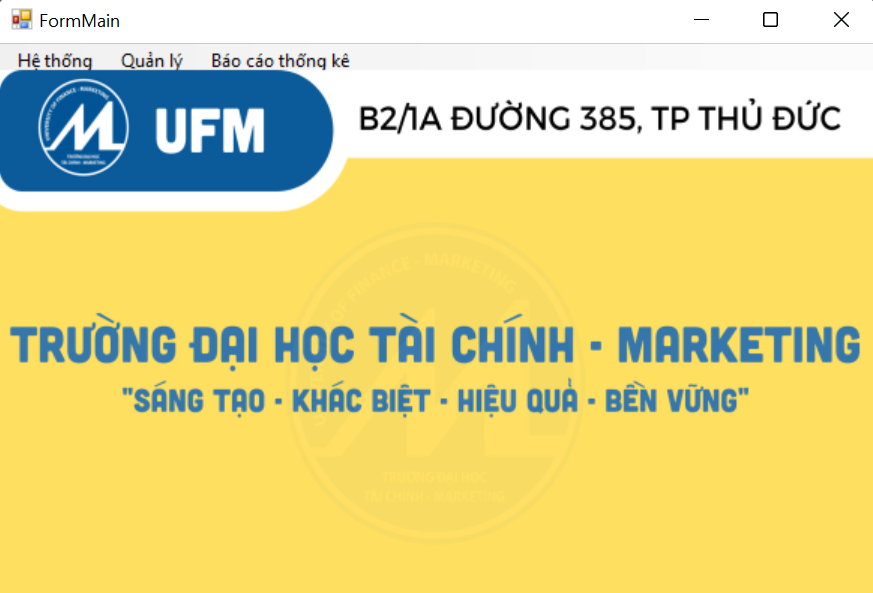 FormMain
Hệ thống Quản lý Báo cáo thống kê
UNIVERSITY OF FINANCE - MARKETING
TRƯỜNG ĐẠI HỌC
TÀI CHÍNH - MARKETING
UFM
B2/1A ĐƯỜNG 385, TP THỦ ĐỨC
TRƯỜNG ĐẠI HỌC TÀI CHÍNH - MARKETING
"SÁNG TẠO - KHÁC BIỆT - HIỆU QUẢ - BỀN VỮNG"
OF FINANCE - MARKETING
TRƯỜNG ĐẠI HỌC
TÀI CHÍNH - MARKETING